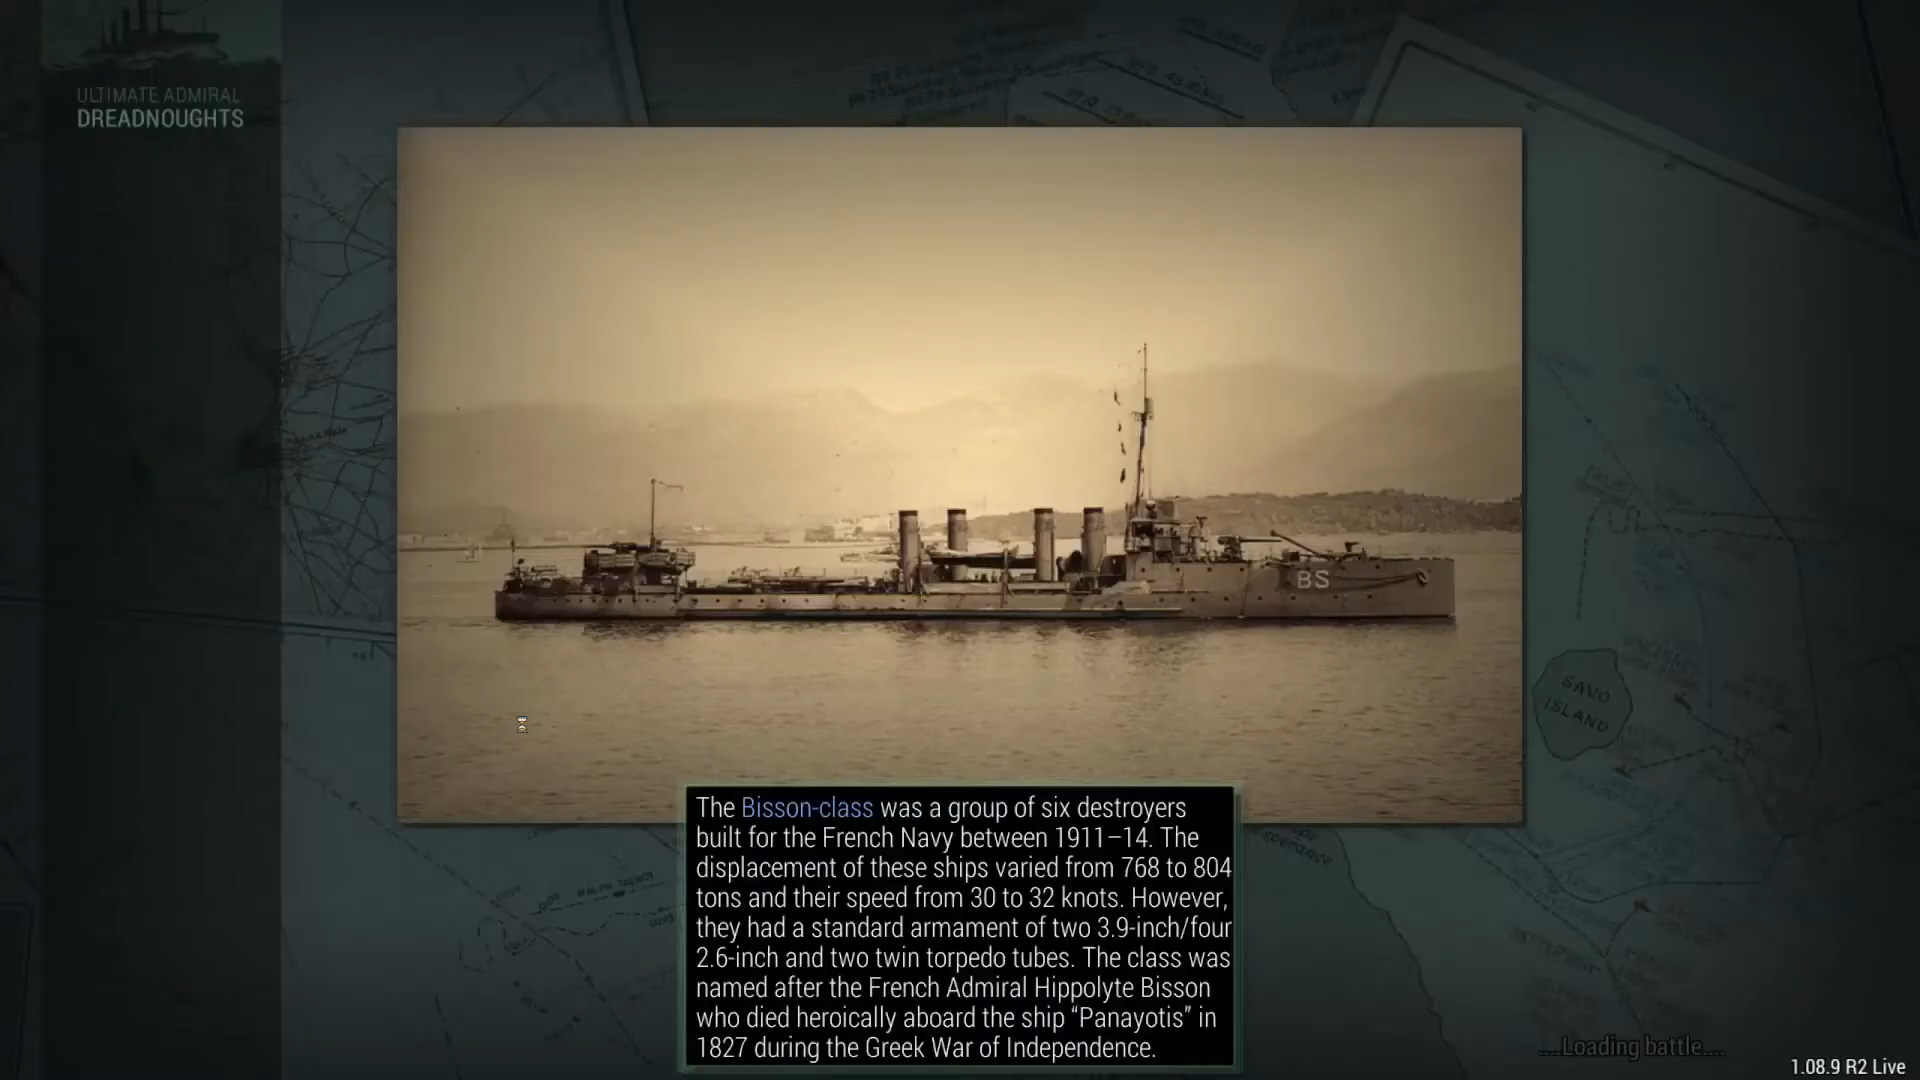 ULTIMATE ADMIRAL
DREADNOUGHTS
BS
SAVO
ISLAND
The Bisson-class was a group of six destroyers
built for the French Navy between 1911–14. The
displacement of these ships varied from 768 to 804
tons and their speed from 30 to 32 knots. However,
they had a standard armament of two 3.9-inch/four
2.6-inch and two twin torpedo tubes. The class was
named after the French Admiral Hippolyte Bisson
who died heroically aboard the ship “Panayotis” in
1827 during the Greek War of Independence.
....Loading battle....
1.08.9 R2 Live